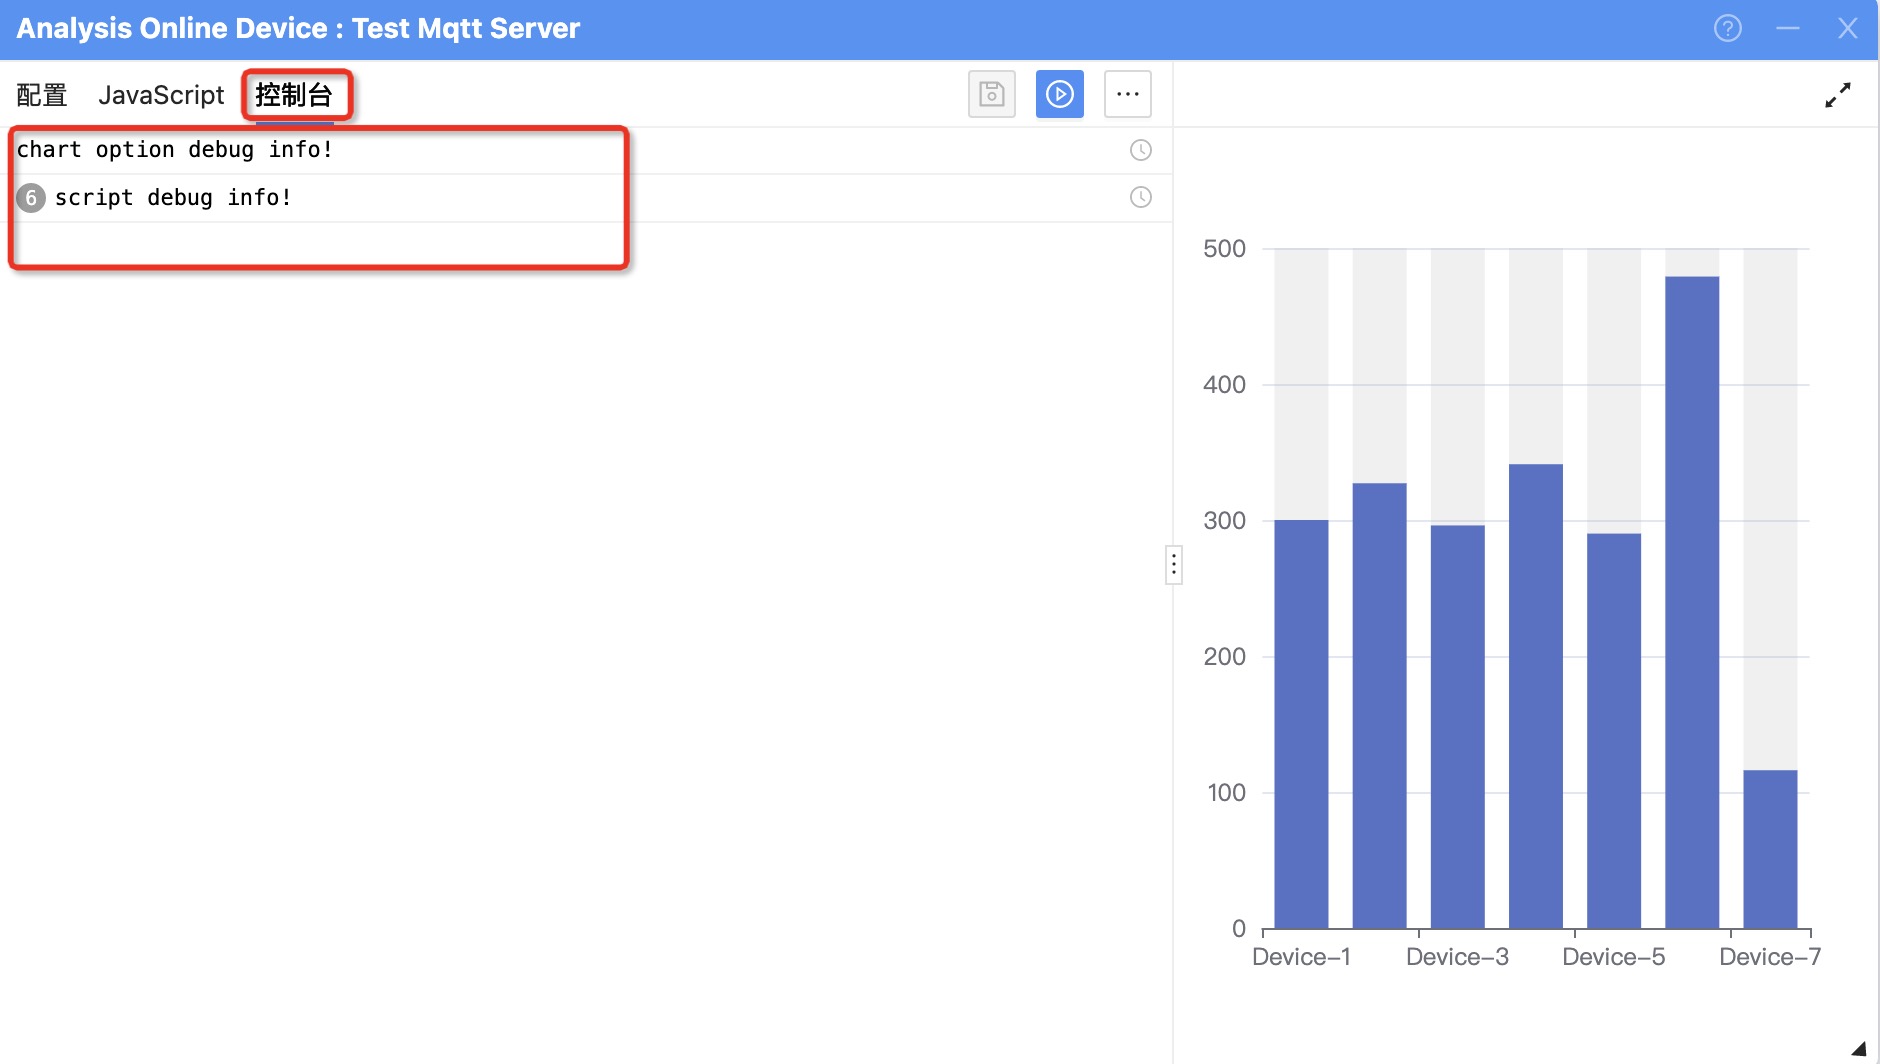 Analysis Online Device : Test Mqtt Server
配置 JavaScript 控制台
chart option debug info!
6 script debug info!
500
400
300
200
100
0
Device-1 Device-3 Device-5 Device-7